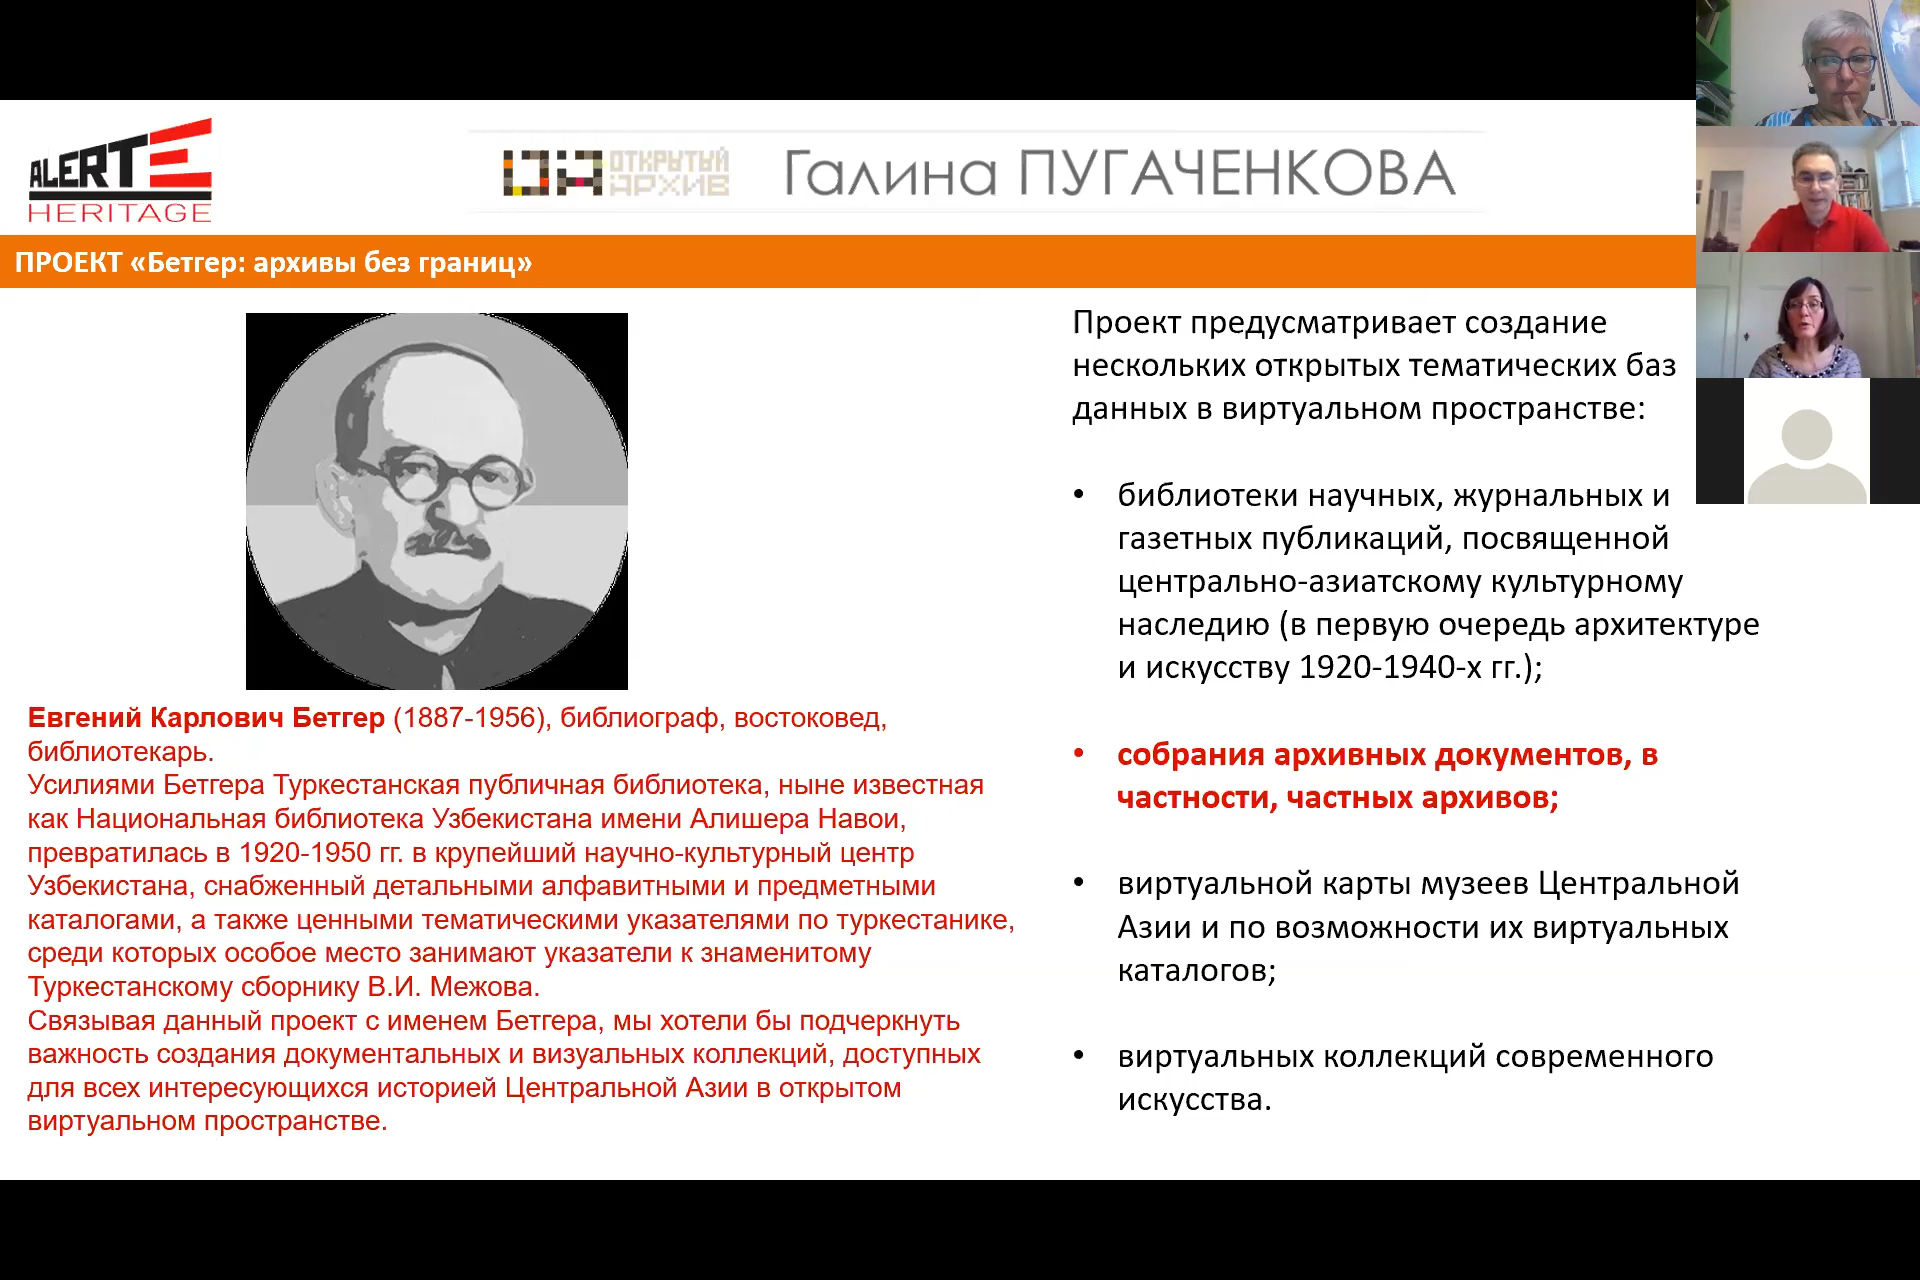 ALERTE
HERITAGE
ОТКРЫТЫЙ
АРХИВ
Галина ПУГАЧЕНКОВА
ПРОЕКТ «Бетгер: архивы без границ»
Евгений Карлович Бетгер (1887-1956), библиограф, востоковед,
библиотекарь.
Усилиями Бетгера Туркестанская публичная библиотека, ныне известная
как Национальная библиотека Узбекистана имени Алишера Навои,
превратилась в 1920-1950 гг. в крупейший научно-культурный центр
Узбекистана, снабженный детальными алфавитными и предметными
каталогами, а также ценными тематическими указателями по туркестанике,
среди которых особое место занимают указатели к знаменитому
Туркестанскому сборнику В.И. Межова.
Связывая данный проект с именем Бетгера, мы хотели бы подчеркнуть
важность создания документальных и визуальных коллекций, доступных
для всех интересующихся историей Центральной Азии в открытом
виртуальном пространстве.
Проект предусматривает создание
нескольких открытых тематических баз
данных в виртуальном пространстве:
• библиотеки научных, журнальных и
газетных публикаций, посвященной
центрально-азиатскому культурному
наследию (в первую очередь архитектуре
и искусству 1920-1940-х гг.);
• собрания архивных документов, в
частности, частных архивов;
• виртуальной карты музеев Центральной
Азии и по возможности их виртуальных
каталогов;
• виртуальных коллекций современного
искусства.